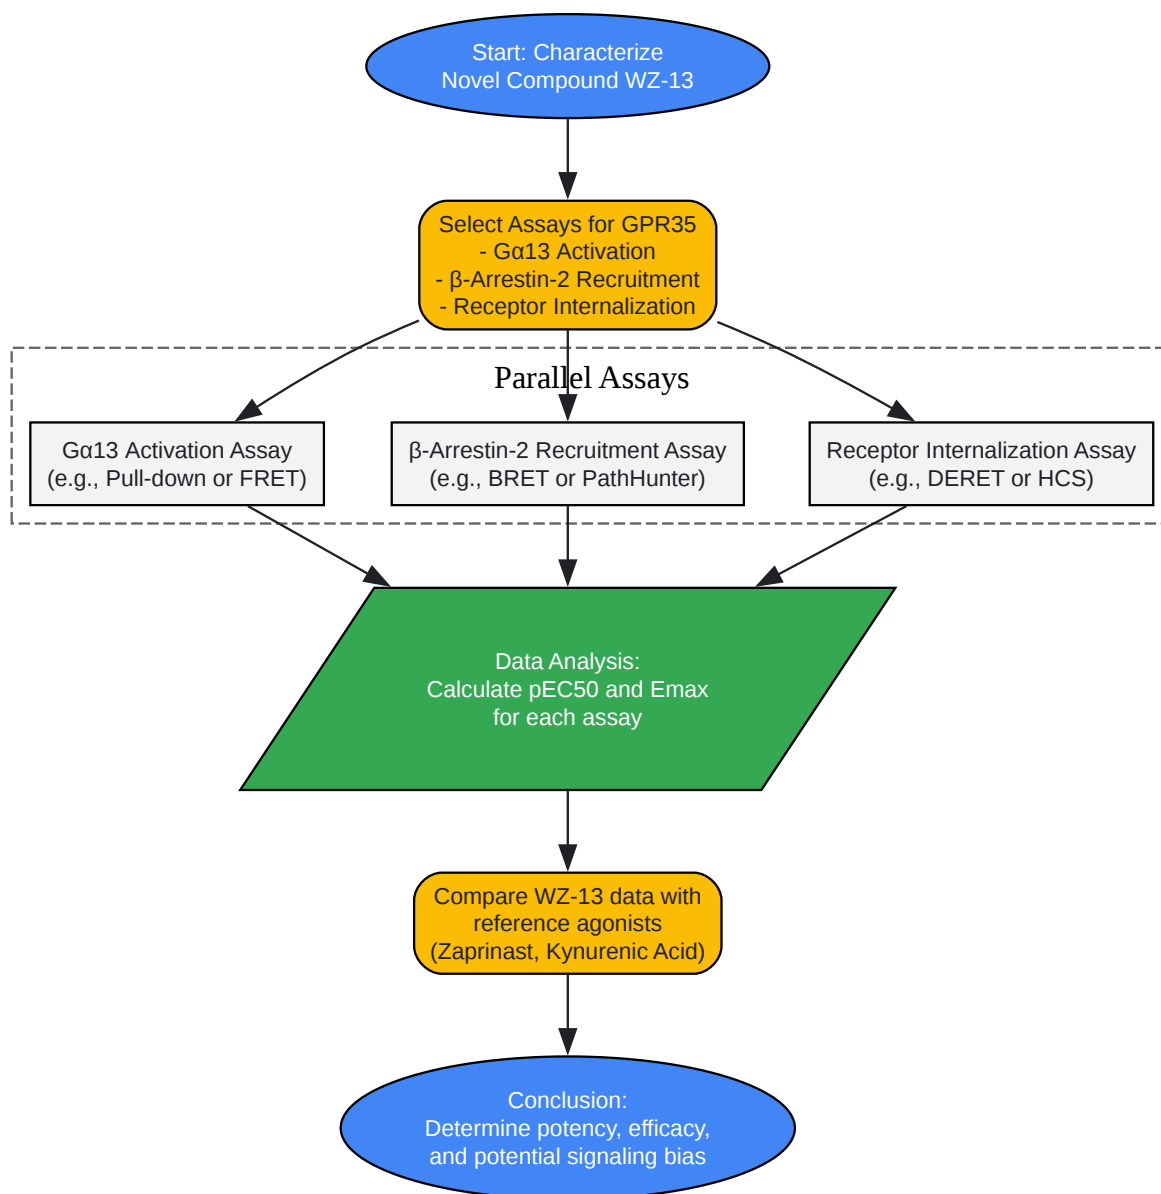 Start: Characterize
Novel Compound WZ-13
Select Assays for GPR35
- Gα13 Activation
- β-Arrestin-2 Recruitment
- Receptor Internalization
Parallel Assays
Gα13 Activation Assay
(e.g., Pull-down or FRET)
β-Arrestin-2 Recruitment Assay
(e.g., BRET or PathHunter)
Receptor Internalization Assay
(e.g., DERET or HCS)
Data Analysis:
Calculate pEC50 and Emax
for each assay
Compare WZ-13 data with
reference agonists
(Zaprinast, Kynurenic Acid)
Conclusion:
Determine potency, efficacy,
and potential signaling bias